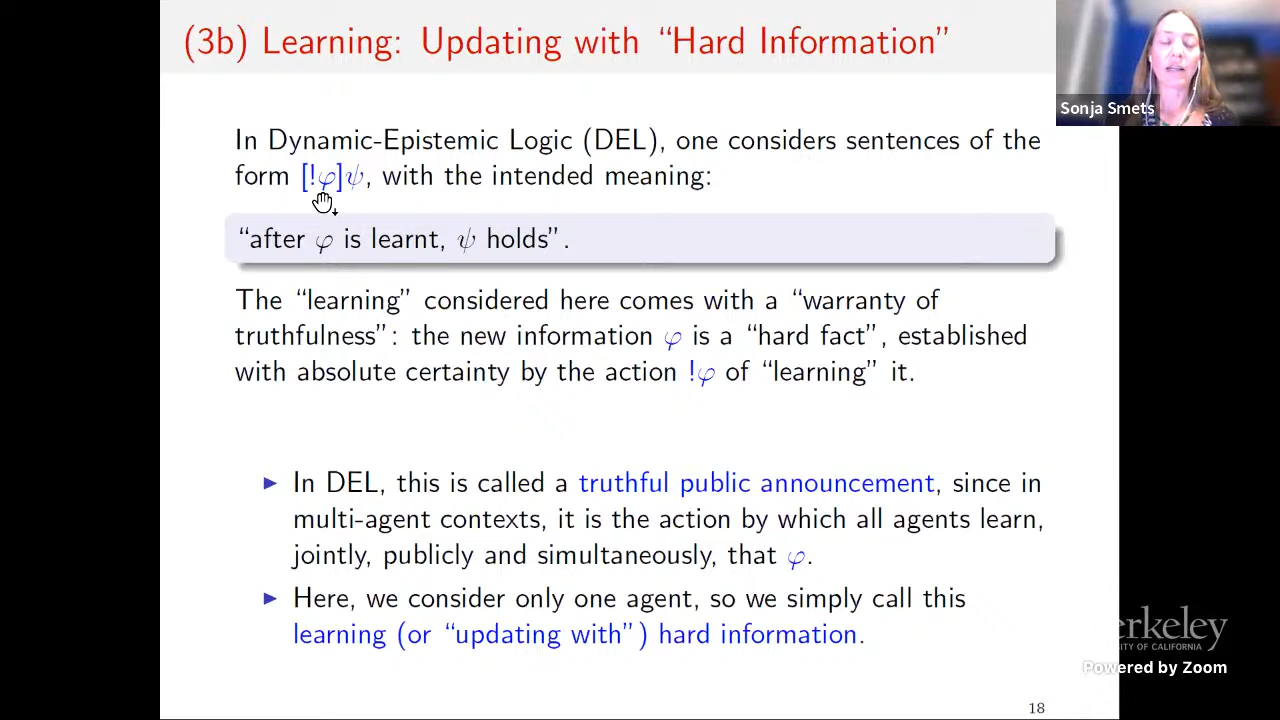 (3b) Learning: Updating with “Hard Information”
Sonja Smets
In Dynamic-Epistemic Logic (DEL), one considers sentences of the
form [!φ]ψ, with the intended meaning:
“after φ is learnt, ψ holds”.
The “learning” considered here comes with a “warranty of
truthfulness”: the new information φ is a “hard fact”, established
with absolute certainty by the action !φ of “learning” it.
▶ In DEL, this is called a truthful public announcement, since in
multi-agent contexts, it is the action by which all agents learn,
jointly, publicly and simultaneously, that φ.
▶ Here, we consider only one agent, so we simply call this
learning (or “updating with”) hard information.
erkeley
SITY OF CALIFORNIA
Powered by Zoom
18